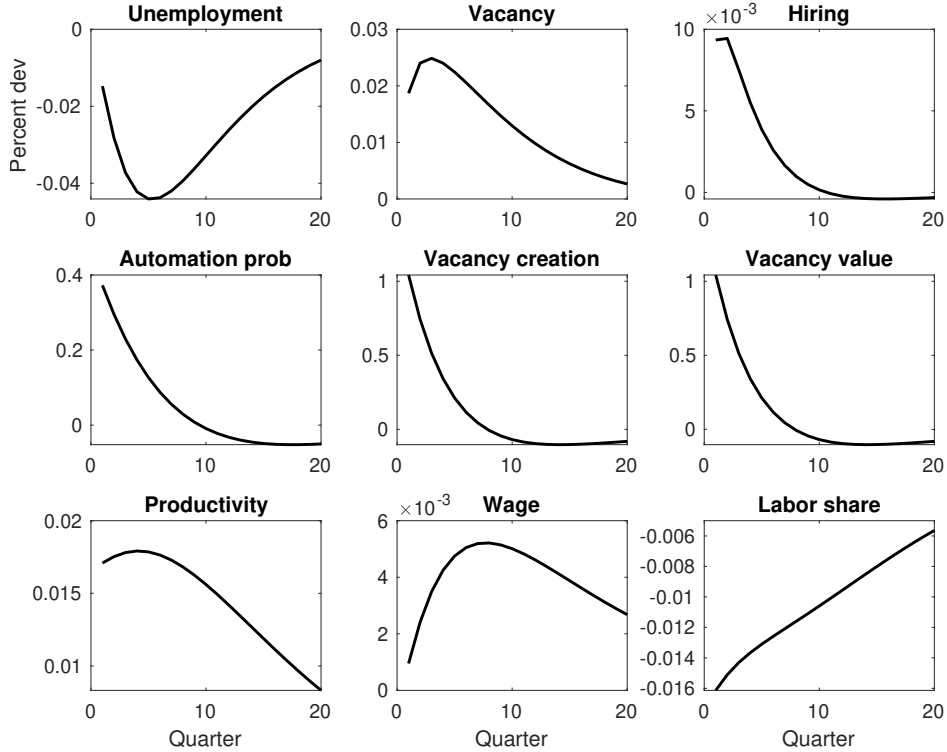 Unemployment
0
-0.02
-0.04
0 10 20
Percent dev
Vacancy
0.03
0.02
0.01
0
0 10 20
Hiring
×10^-3
10
5
0
0 10 20
Automation prob
0.4
0.2
0
0 10 20
Vacancy creation
1
0.5
0
0 10 20
Vacancy value
1
0.5
0
0 10 20
Productivity
0.02
0.015
0.01
0 10 20
Quarter
Wage
×10^-3
6
4
2
0
0 10 20
Quarter
Labor share
-0.006
-0.008
-0.01
-0.012
-0.014
-0.016
0 10 20
Quarter